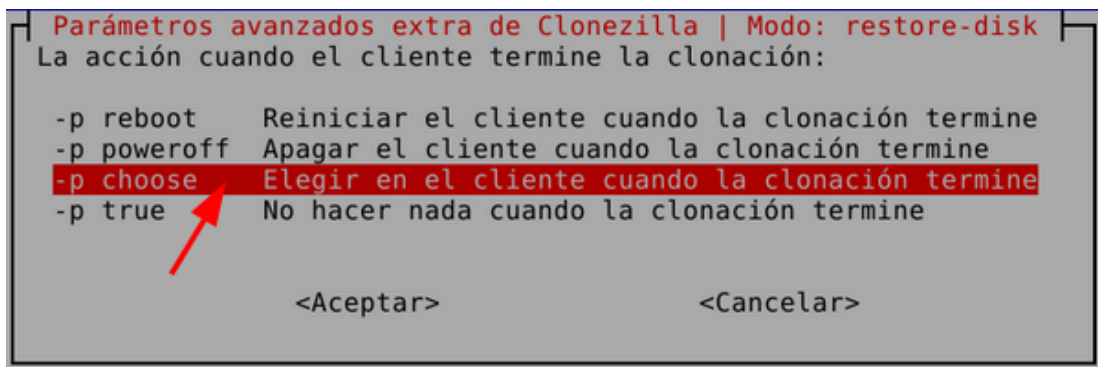 Parámetros avanzados extra de Clonezilla | Modo: restore-disk
La acción cuando el cliente termine la clonación:
-p reboot Reiniciar el cliente cuando la clonación termine
-p poweroff Apagar el cliente cuando la clonación termine
-p choose Elegir en el cliente cuando la clonación termine
-p true No hacer nada cuando la clonación termine
<Aceptar> <Cancelar>